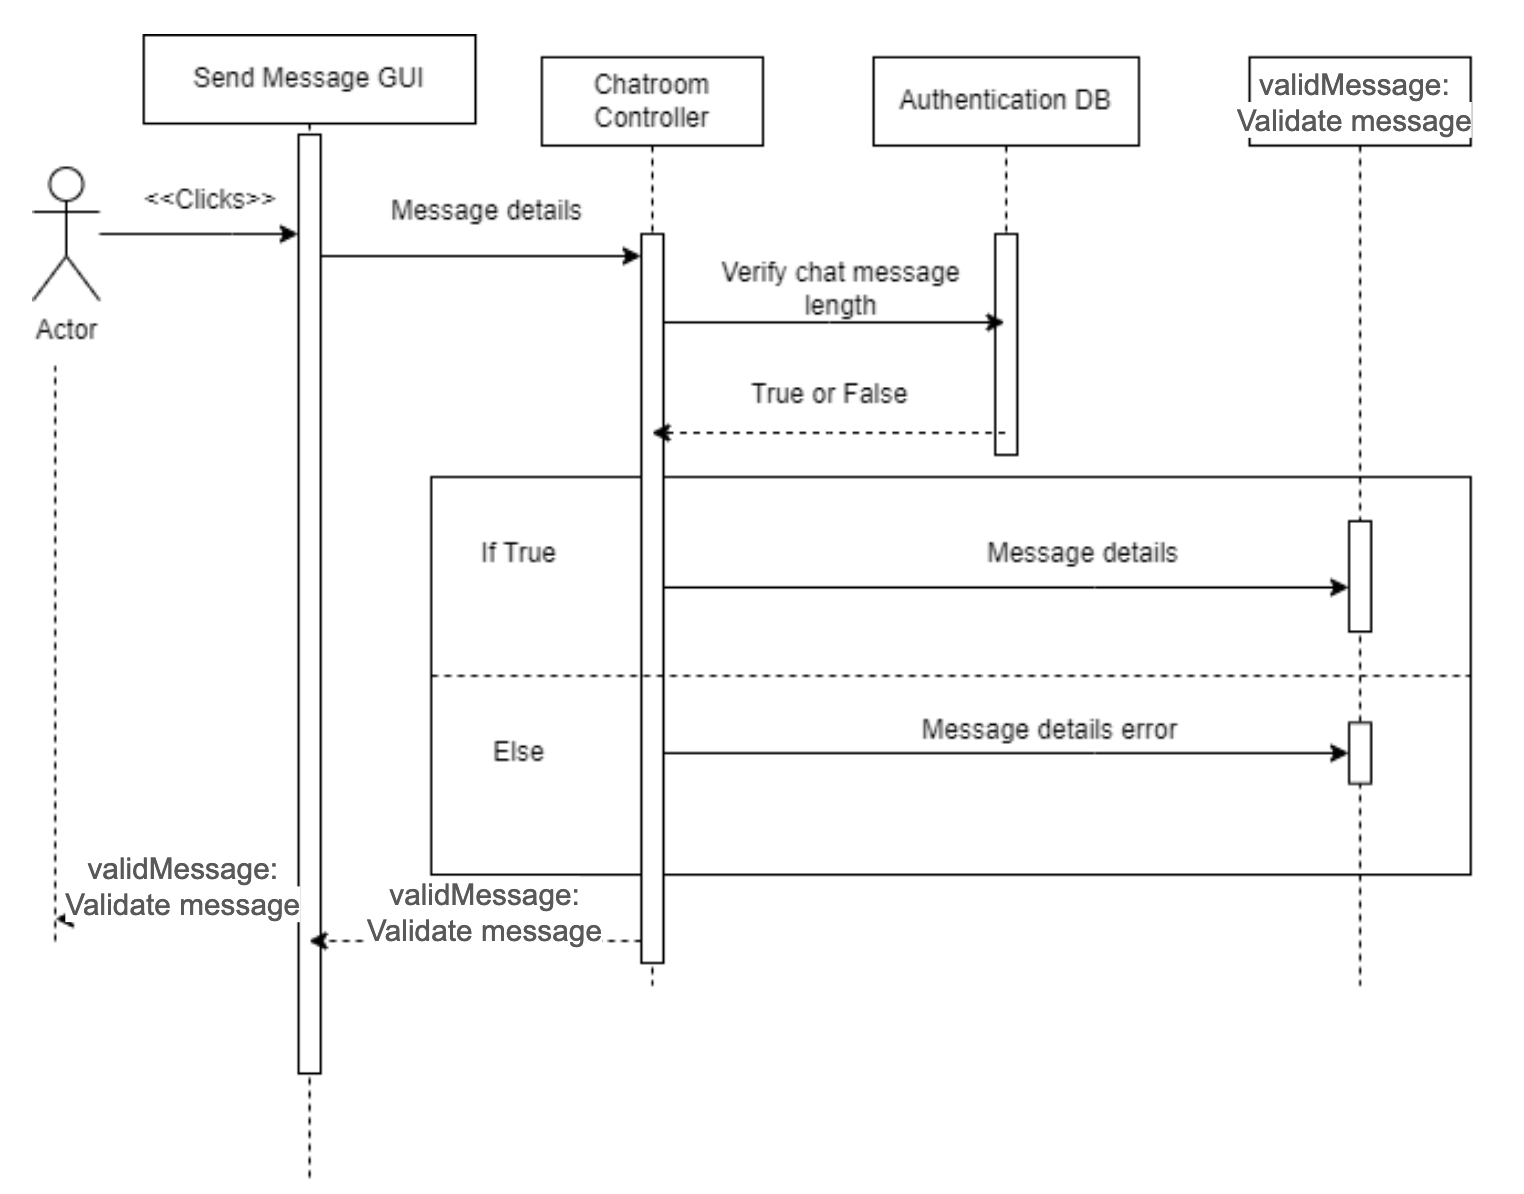 Send Message GUI
Chatroom
Controller
Authentication DB
validMessage:
Validate message
<<Clicks>>
Message details
Actor
Verify chat message
length
True or False
If True
Message details
Else
Message details error
validMessage:
Validate message
validMessage:
Validate message